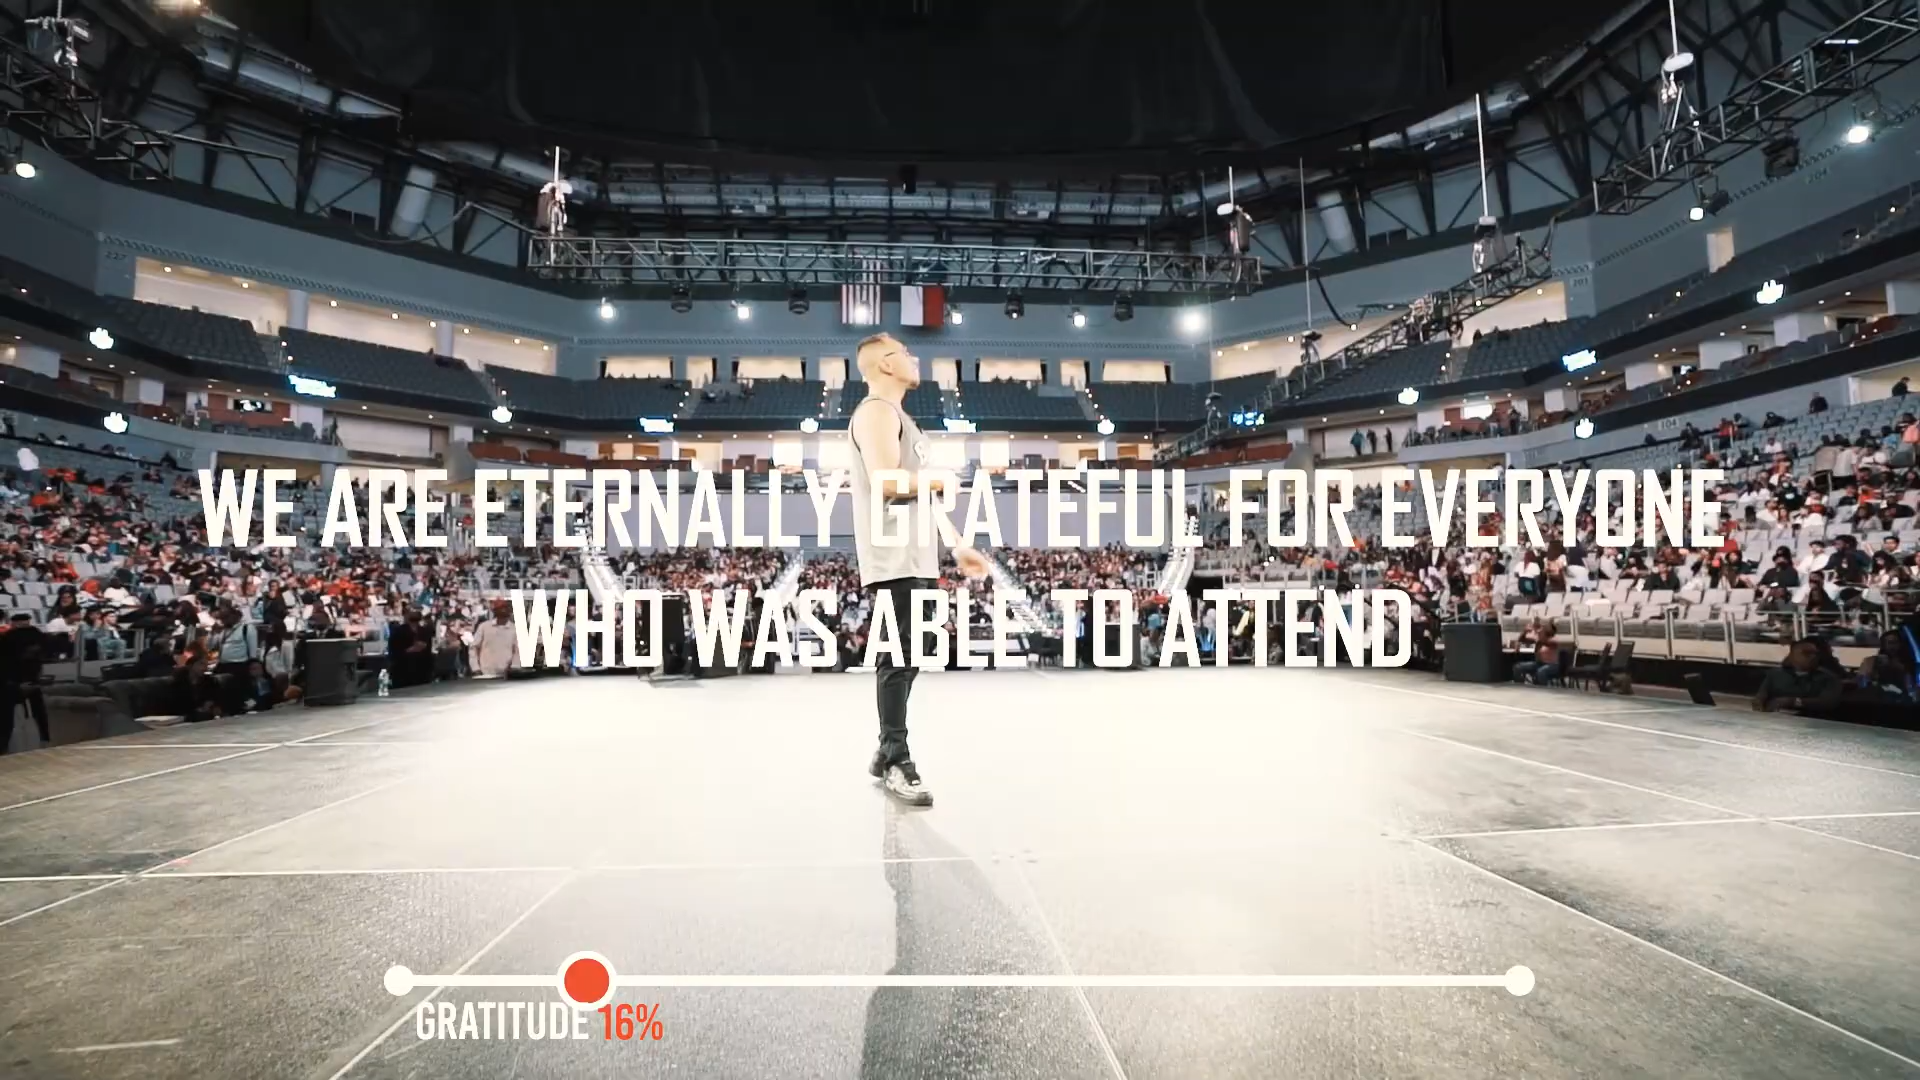 WE ARE ETERNALLY GRATEFUL FOR EVERYONE
WHO WAS ABLE TO ATTEND
GRATITUDE 16%